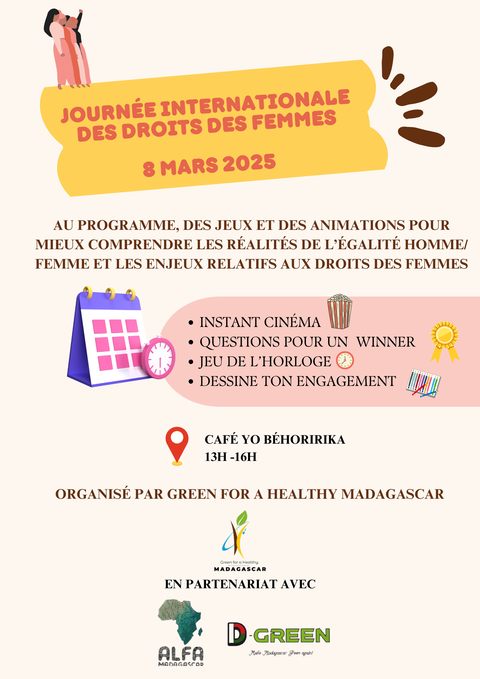 JOURNÉE INTERNATIONALE
DES DROITS DES FEMMES
8 MARS 2025
AU PROGRAMME, DES JEUX ET DES ANIMATIONS POUR
MIEUX COMPRENDRE LES RÉALITÉS DE L'ÉGALITÉ HOMME/
FEMME ET LES ENJEUX RELATIFS AUX DROITS DES FEMMES
• INSTANT CINÉMA
• QUESTIONS POUR UN WINNER
• JEU DE L'HORLOGE
• DESSINE TON ENGAGEMENT
CAFÉ YO BÉHORIRIKA
13H -16H
ORGANISÉ PAR GREEN FOR A HEALTHY MADAGASCAR
Green for a Healthy
MADAGASCAR
EN PARTENARIAT AVEC
ALFA
MADAGASCAR
D-GREEN
Make Madagascar Green again!